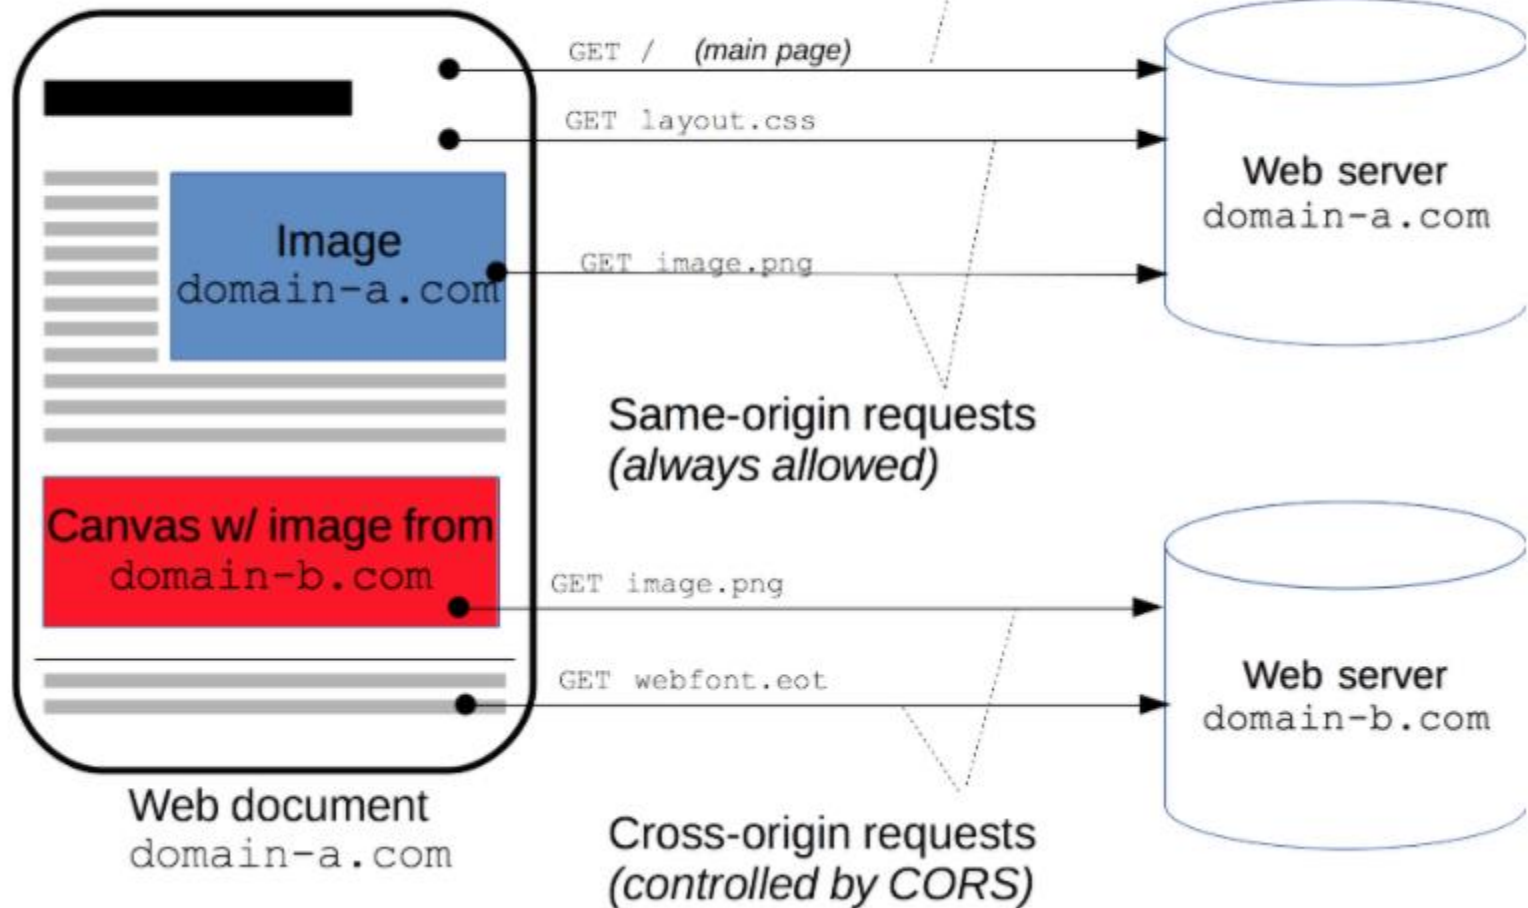 GET / (main page)
GET layout.css
Web server
domain-a.com
Image
domain-a.com
GET image.png
Same-origin requests
(always allowed)
Canvas w/ image from
domain-b.com
GET image.png
GET webfont.eot
Web server
domain-b.com
Web document
domain-a.com
Cross-origin requests
(controlled by CORS)